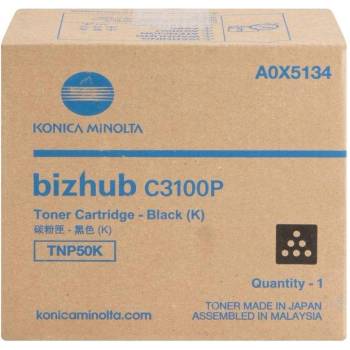 A0X5134
KONICA MINOLTA
bizhub C3100P
Toner Cartridge - Black (K)
碳粉匣 - 黑色 (K)
TNP50K
Quantity - 1
TONER MADE IN JAPAN
ASSEMBLED IN MALAYSIA
konicaminolta.com